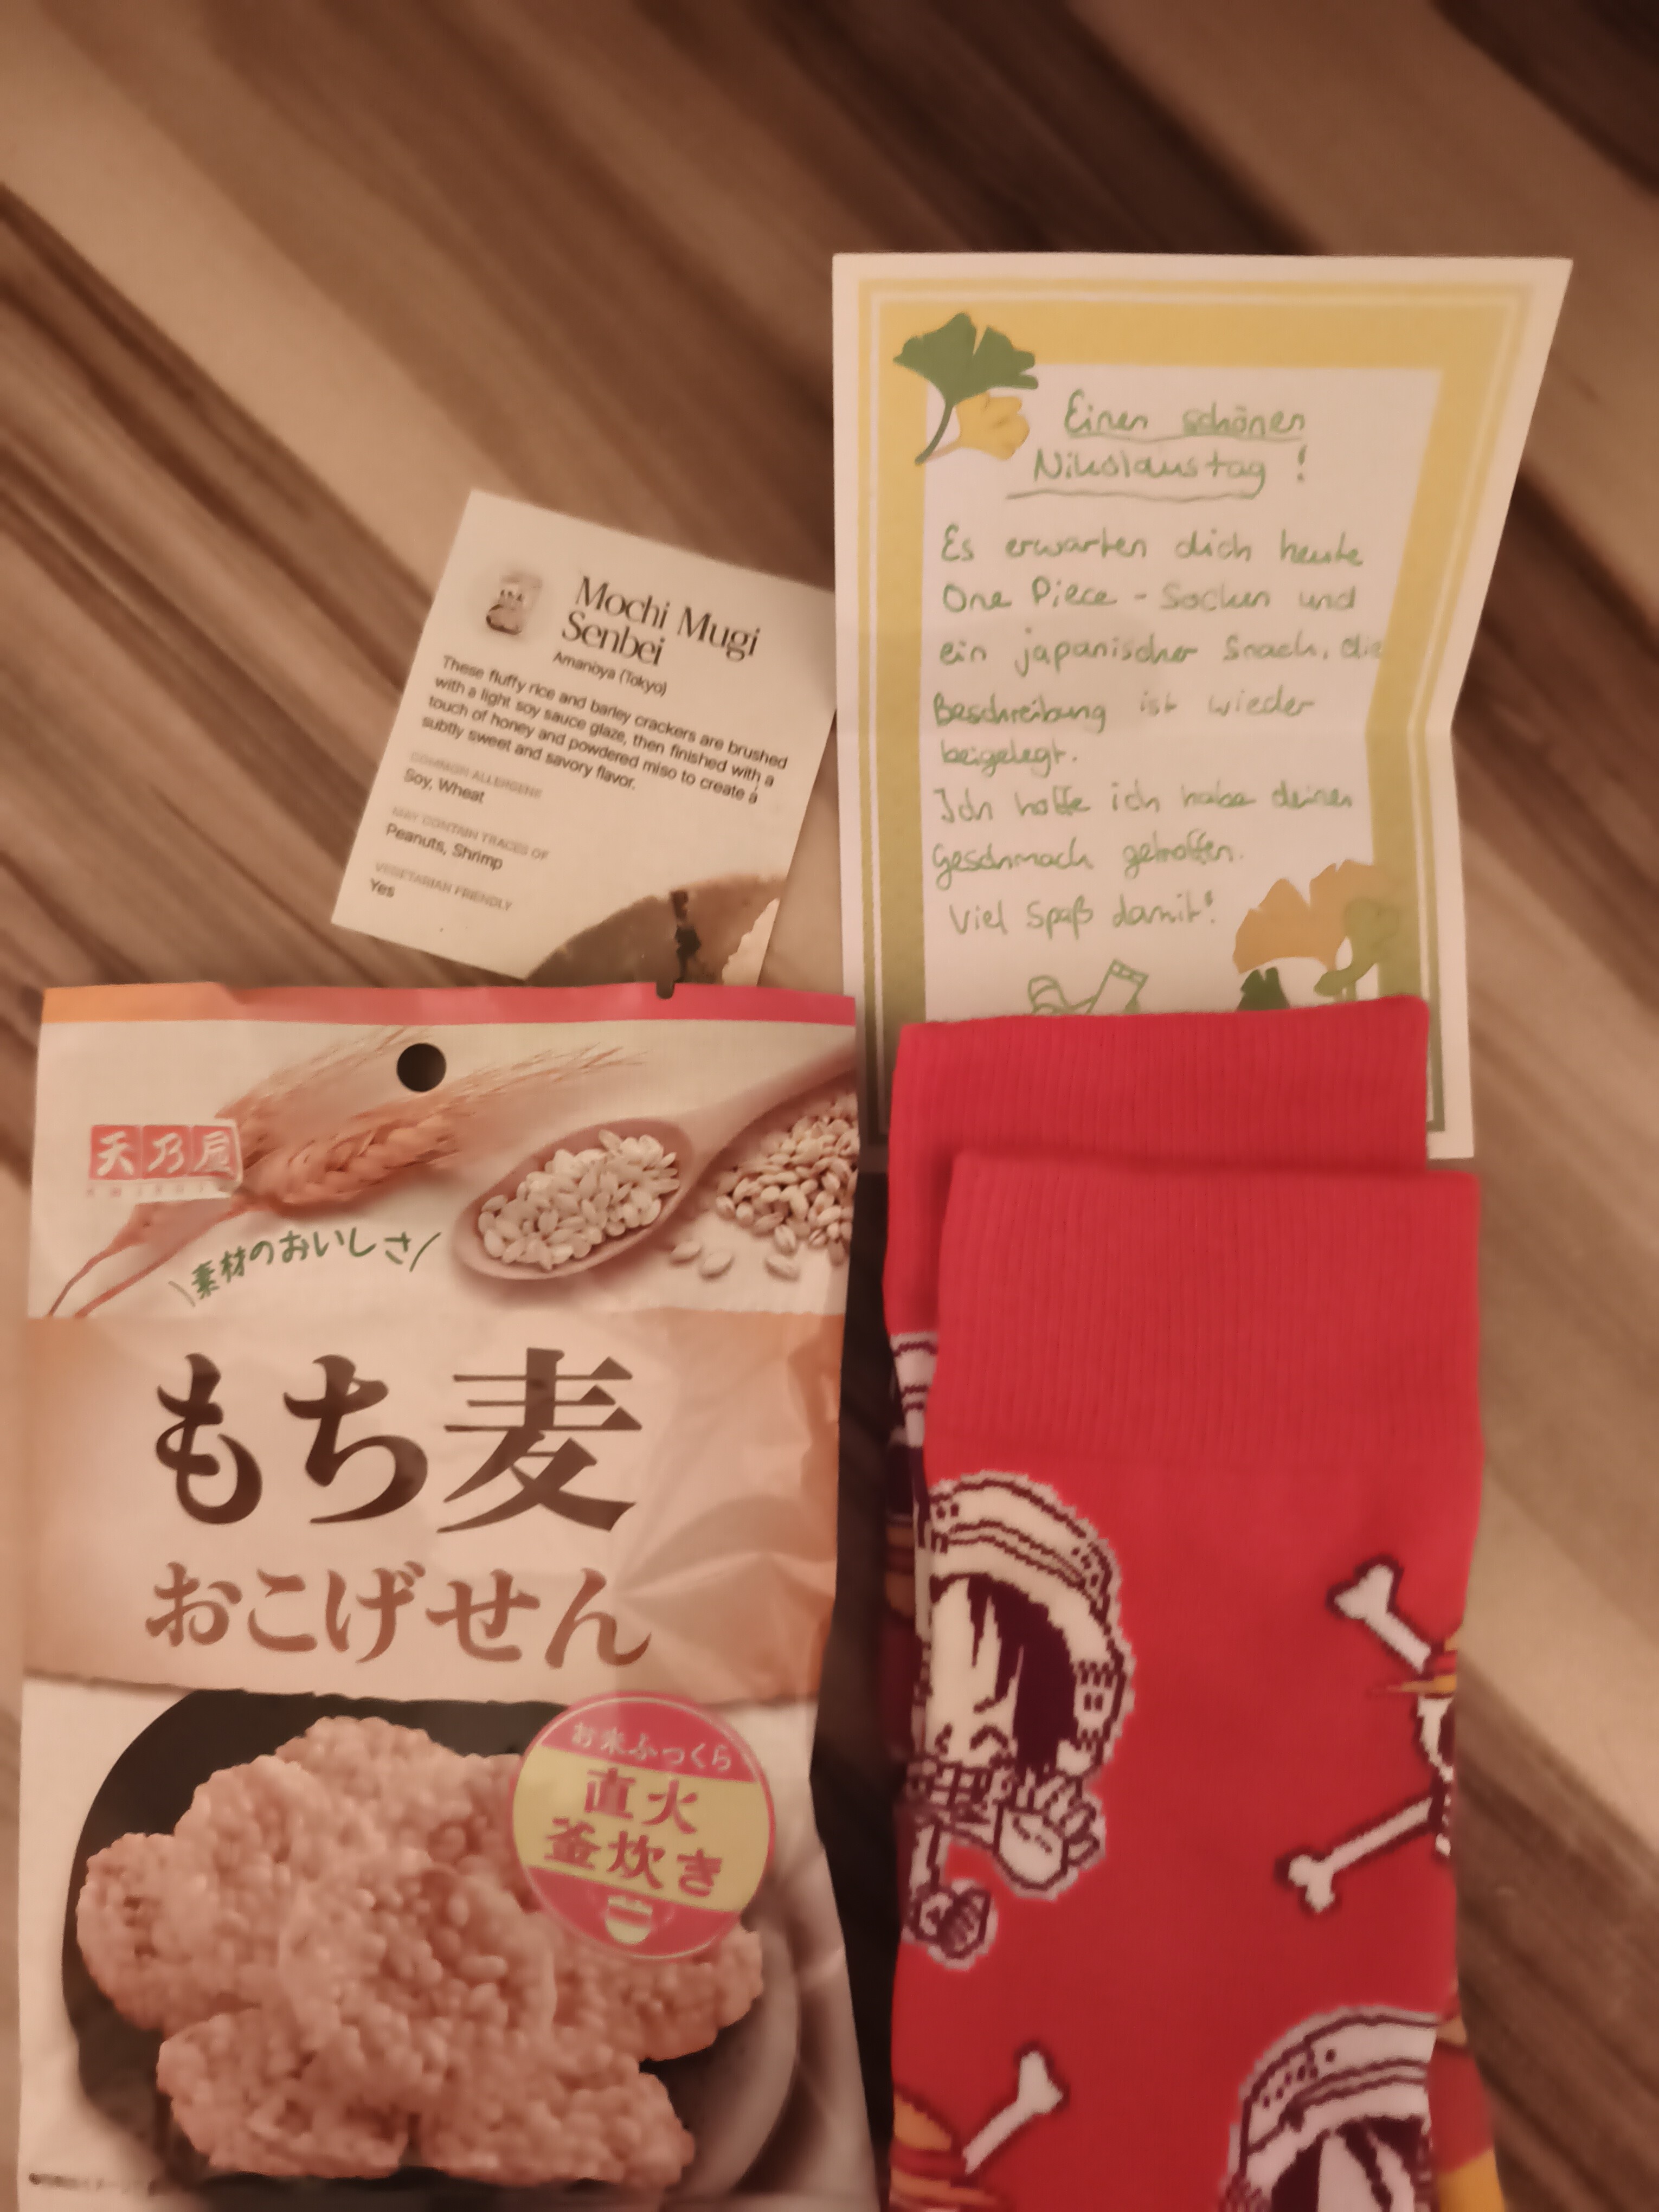 Einen schönen
Nikolaustag!
Es erwarten dich heute
One Piece - Socken und
ein japanischer Snack, die
Beschreibung ist wieder
beigelegt.
Ich hoffe ich habe deinen
Geschmack getroffen.
Viel Spaß damit!
Mochi Mugi
Senbei
Amanoya (Tokyo)
These fluffy rice and barley crackers are brushed
with a light soy sauce glaze, then finished with a
touch of honey and powdered miso to create a
subtly sweet and savory flavor.
COMMON ALLERGENS
Soy, Wheat
MAY CONTAIN TRACES OF
Peanuts, Shrimp
VEGETARIAN FRIENDLY
Yes
天乃屋
素材のおいしさ
もち麦
おこげせん
お米ふっくら
直火
釜炊き